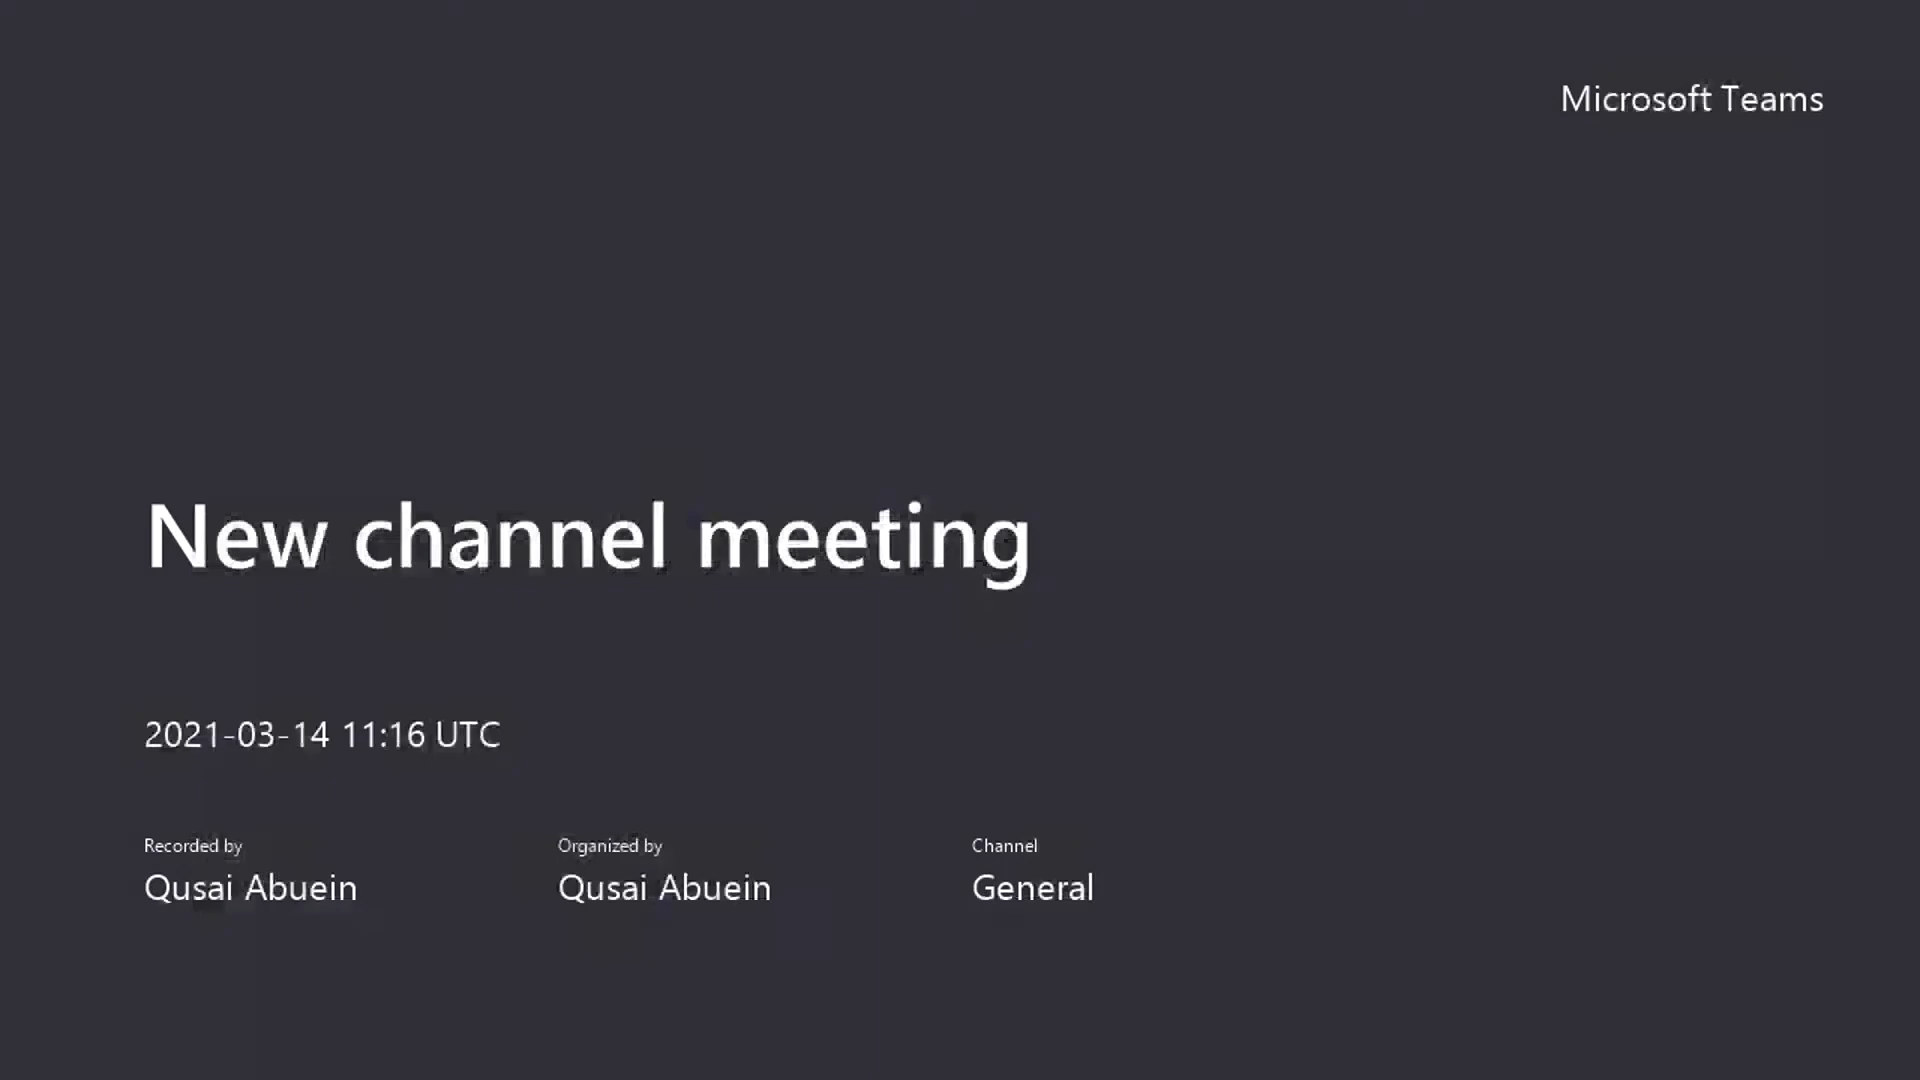 Microsoft Teams
New channel meeting
2021-03-14 11:16 UTC
Recorded by
Qusai Abuein
Organized by
Qusai Abuein
Channel
General